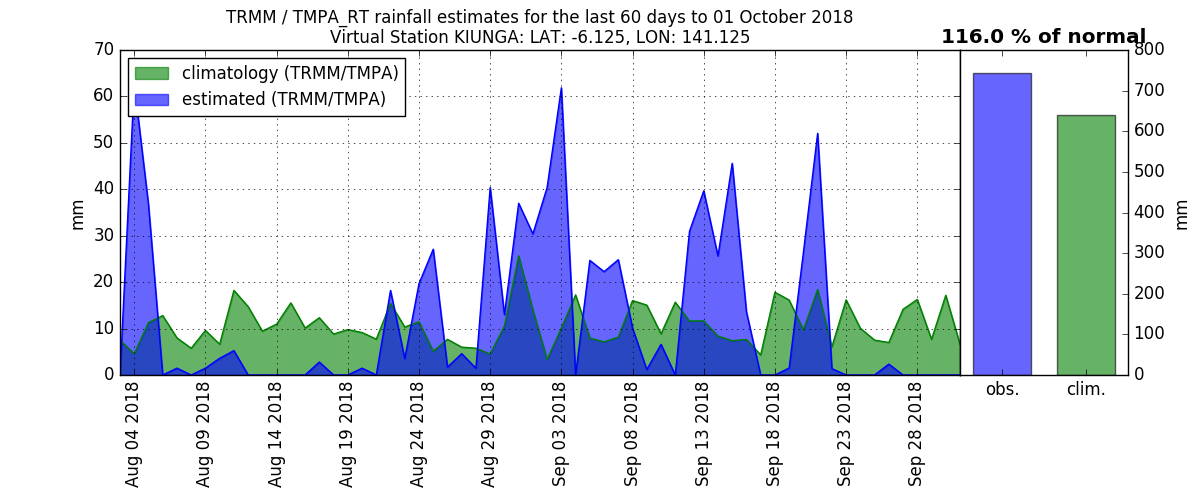 TRMM / TMPA_RT rainfall estimates for the last 60 days to 01 October 2018
Virtual Station KIUNGA: LAT: -6.125, LON: 141.125
116.0 % of normal
climatology (TRMM/TMPA)
estimated (TRMM/TMPA)
70
60
50
40
30
20
10
0
mm
Aug 04 2018
Aug 09 2018
Aug 14 2018
Aug 19 2018
Aug 24 2018
Aug 29 2018
Sep 03 2018
Sep 08 2018
Sep 13 2018
Sep 18 2018
Sep 23 2018
Sep 28 2018
800
700
600
500
400
300
200
100
0
mm
obs.
clim.